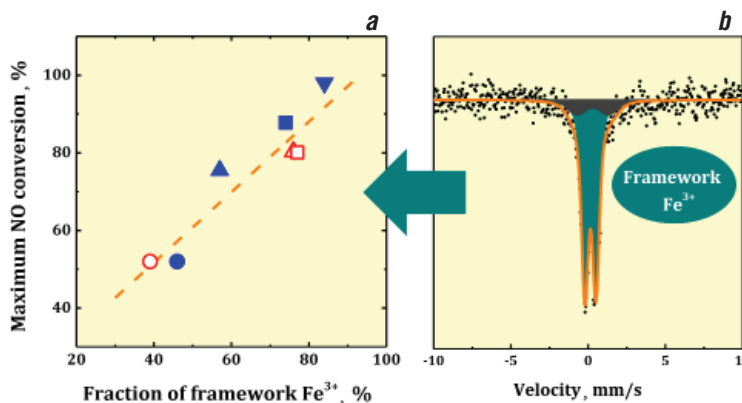 a
b
Maximum NO conversion, %
100
80
60
40
20
40
60
80
100
Fraction of framework Fe³⁺, %
Framework
Fe³⁺
-10
-5
0
5
1
Velocity, mm/s